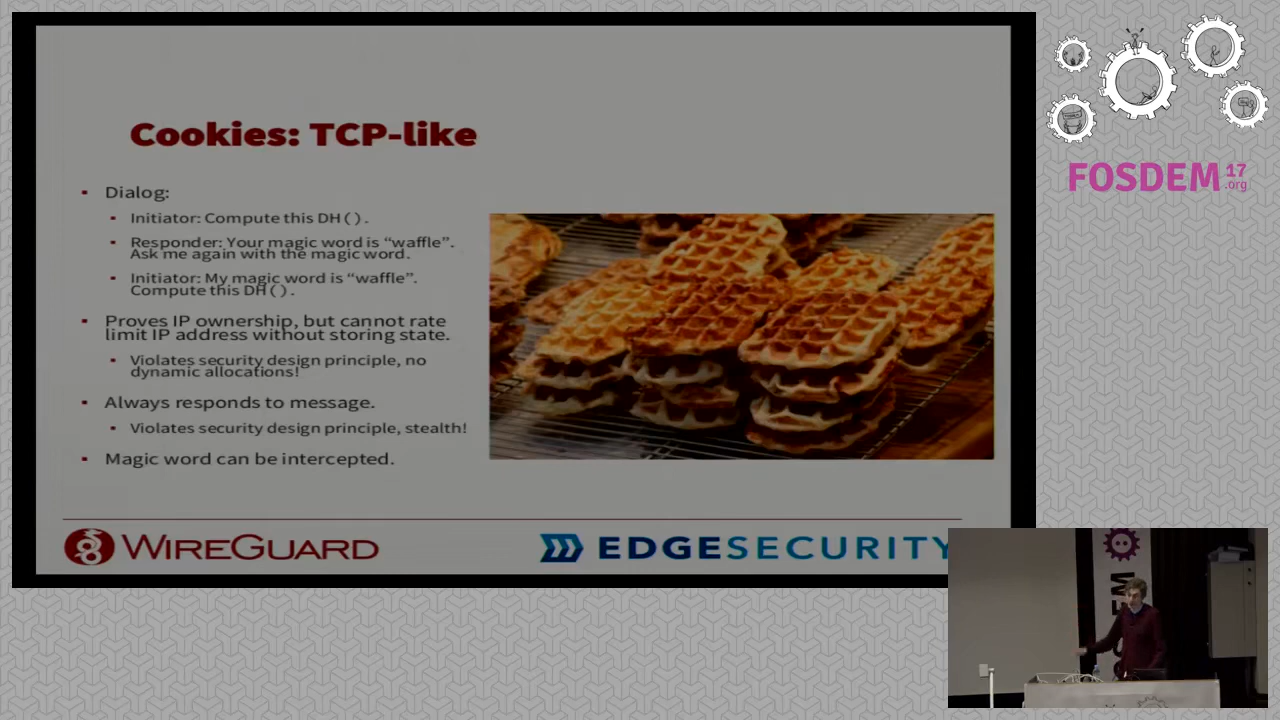 Cookies: TCP-like
Dialog:
Initiator: Compute this DH ( ) .
Responder: Your magic word is “waffle”.
Ask me again with the magic word.
Initiator: My magic word is “waffle”.
Compute this DH ( ) .
Proves IP ownership, but cannot rate
limit IP address without storing state.
Violates security design principle, no
dynamic allocations!
Always responds to message.
Violates security design principle, stealth!
Magic word can be intercepted.
WIREGUARD
EDGESECURITY
FOSDEM 17
.org